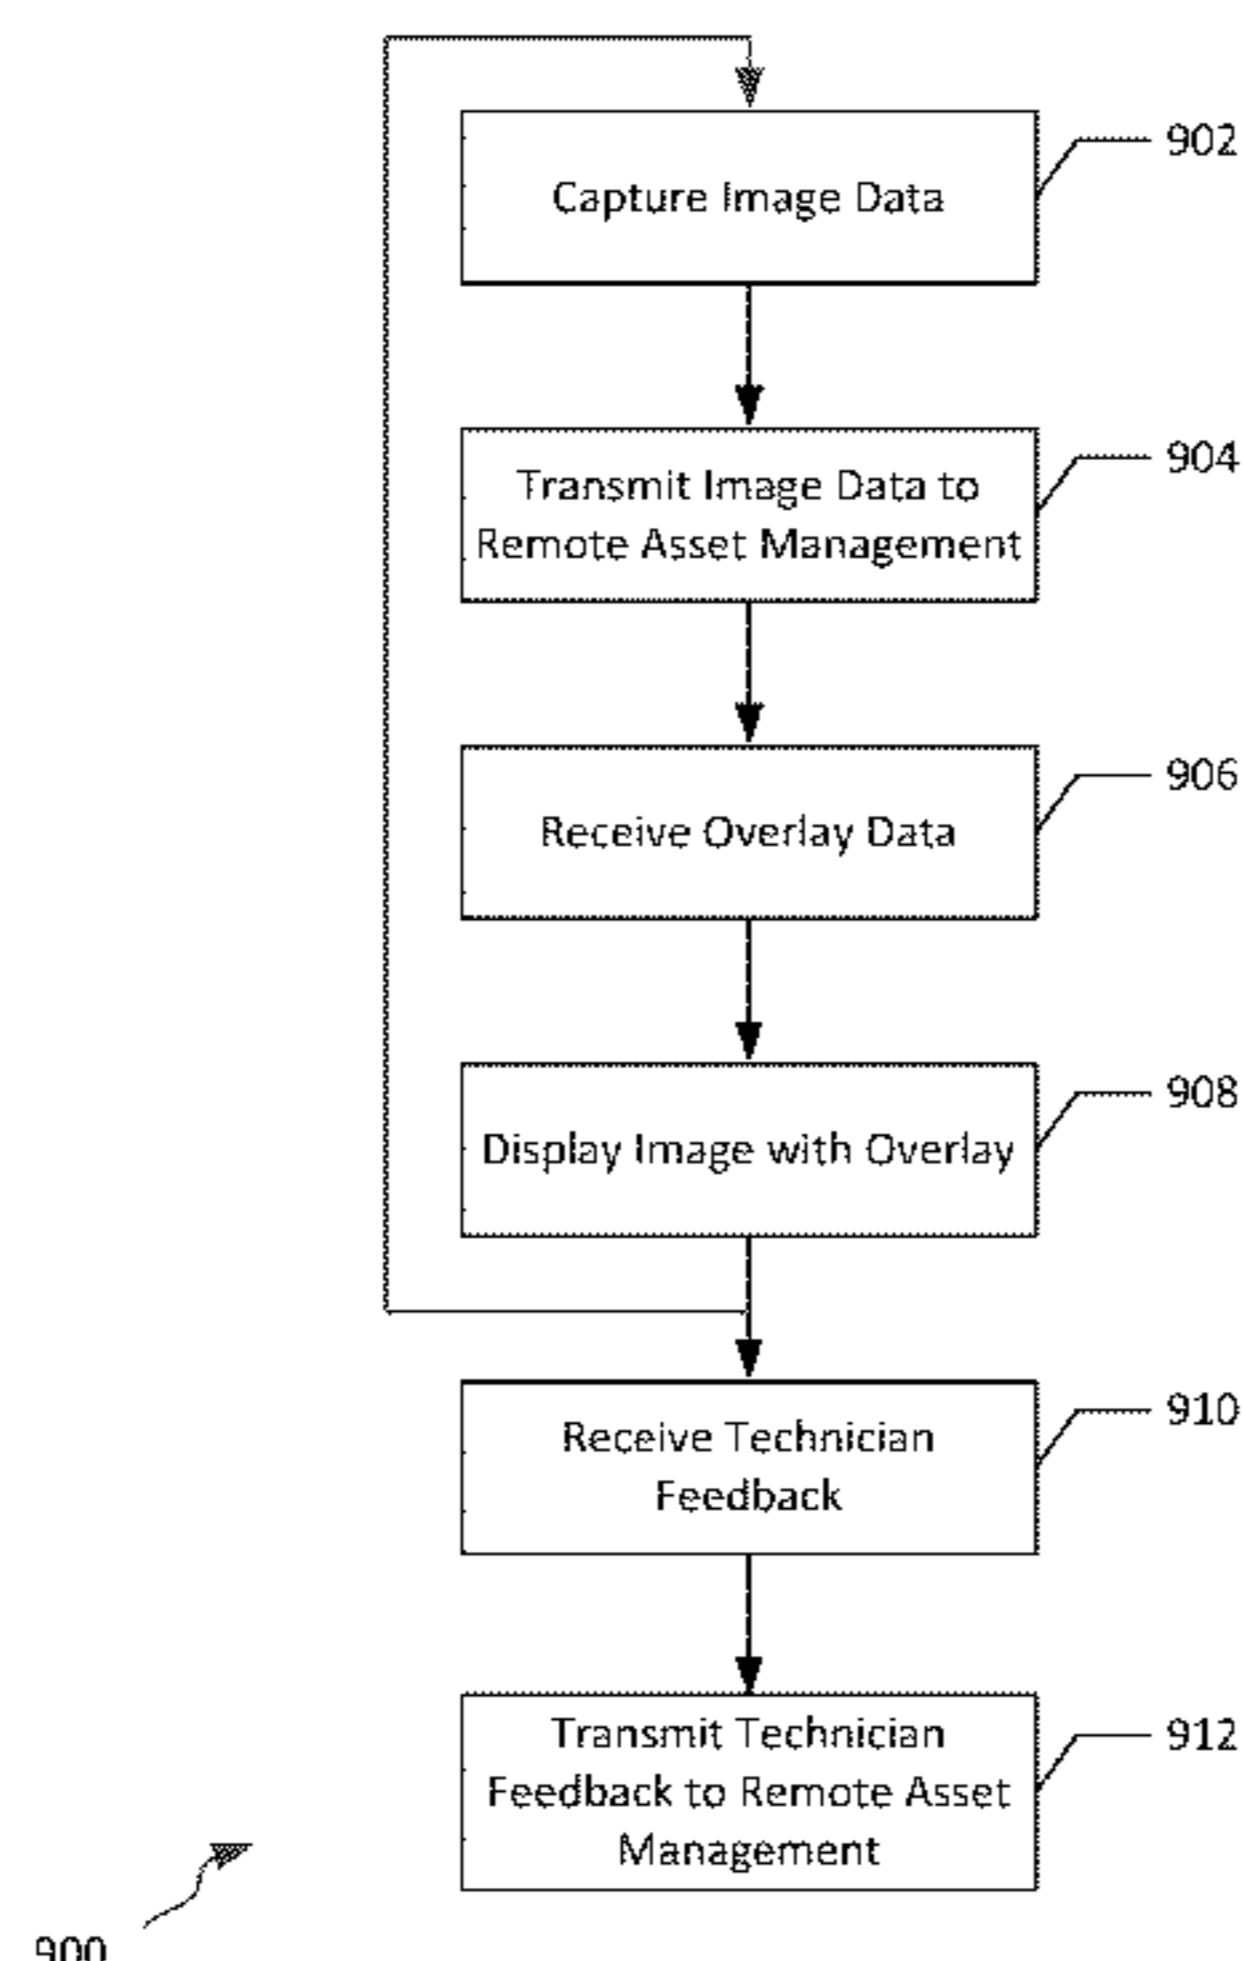 902
Capture Image Data
904
Transmit Image Data to
Remote Asset Management
906
Receive Overlay Data
908
Display Image with Overlay
910
Receive Technician
Feedback
912
Transmit Technician
Feedback to Remote Asset
Management
900